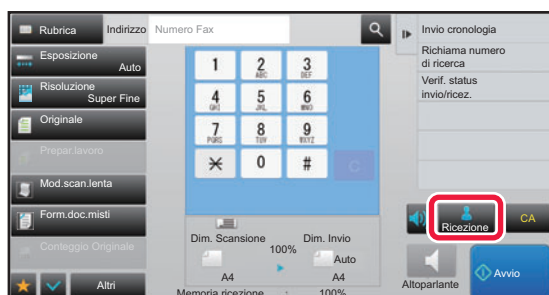 Rubrica
Indirizzo
Numero Fax
Esposizione
Auto
Risoluzione
Super Fine
Originale
Prepar.lavoro
Mod.scan.lenta
Form.doc.misti
Conteggio Originale
Altri
1
2
ABC
3
DEF
4
GHI
5
JKL
6
MNO
7
PQRS
8
TUV
9
WXYZ
0
#
C
Dim. Scansione
100%
Dim. Invio
Auto
A4
A4
Memoria ricezione : 100%
Invio cronologia
Richiama numero
di ricerca
Verif. status
invio/ricez.
Ricezione
CA
Altoparlante
Avvio